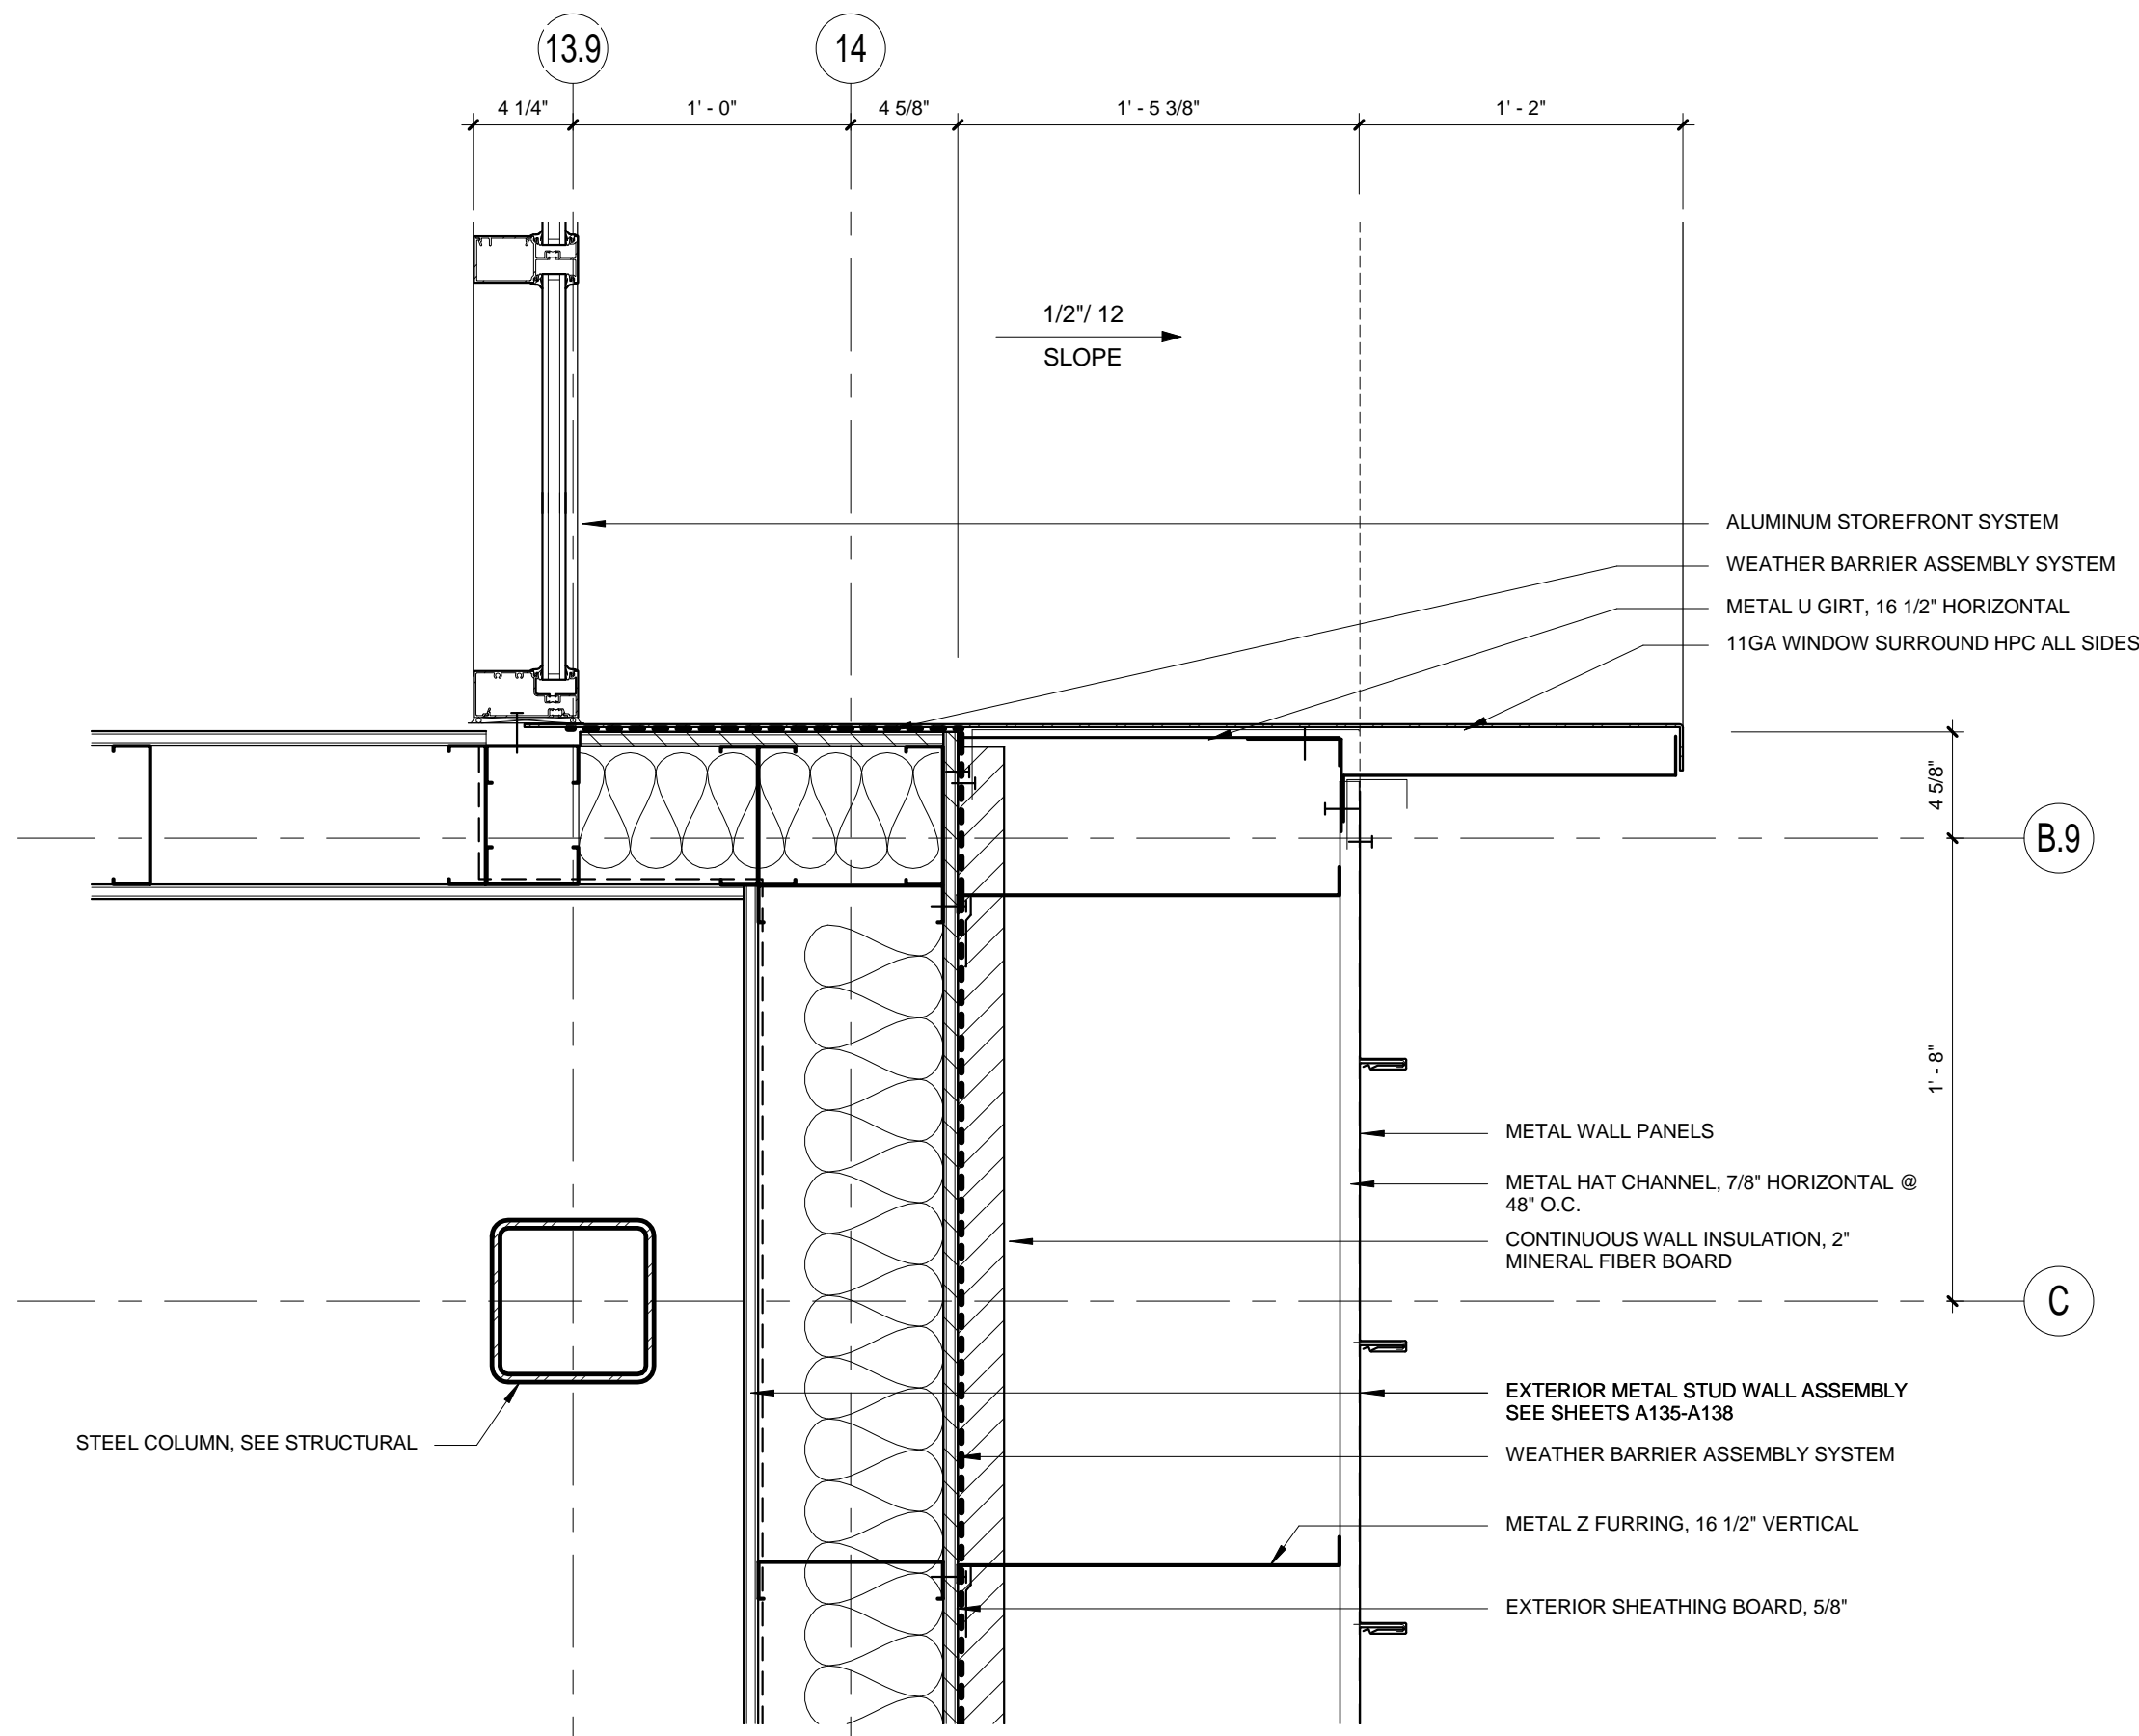 13.9
14
4 1/4"
1' - 0"
4 5/8"
1' - 5 3/8"
1' - 2"
1/2"/ 12
SLOPE
ALUMINUM STOREFRONT SYSTEM
WEATHER BARRIER ASSEMBLY SYSTEM
METAL U GIRT, 16 1/2" HORIZONTAL
11GA WINDOW SURROUND HPC ALL SIDES
4 5/8"
B.9
1' - 8"
METAL WALL PANELS
METAL HAT CHANNEL, 7/8" HORIZONTAL @
48" O.C.
CONTINUOUS WALL INSULATION, 2"
MINERAL FIBER BOARD
C
EXTERIOR METAL STUD WALL ASSEMBLY
SEE SHEETS A135-A138
STEEL COLUMN, SEE STRUCTURAL
WEATHER BARRIER ASSEMBLY SYSTEM
METAL Z FURRING, 16 1/2" VERTICAL
EXTERIOR SHEATHING BOARD, 5/8"